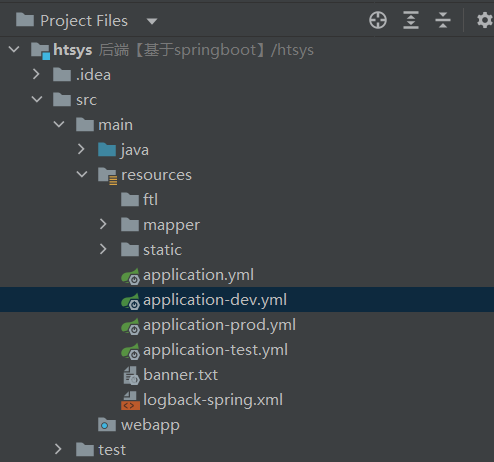 Project Files
htsys 后端【基于springboot】/htsys
.idea
src
main
java
resources
ftl
mapper
static
application.yml
application-dev.yml
application-prod.yml
application-test.yml
banner.txt
logback-spring.xml
webapp
test